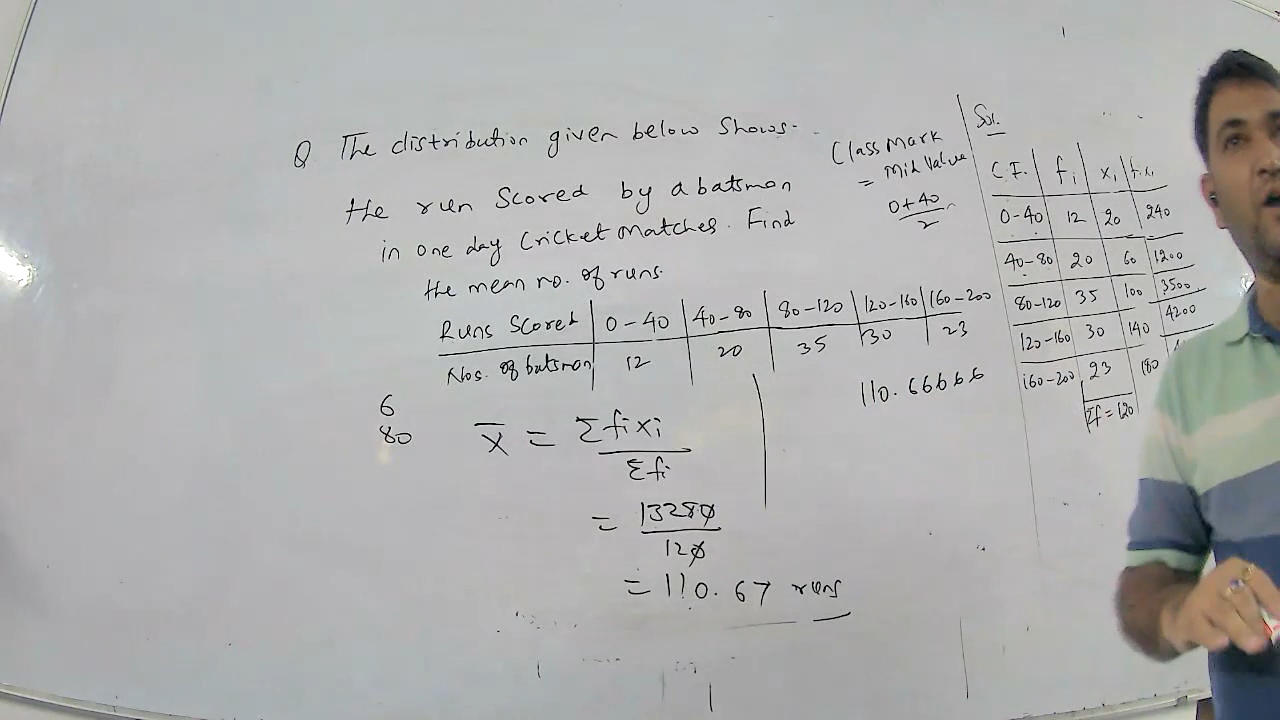 Q The distribution given below shows.
the run Scored by a batsman
in one day Cricket matches. Find
the mean no. of runs.
Runs Scored 0-40 40-80 80-120 120-160 160-200
Nos. of batsman 12 20 35 30 23
6
80
x̄ = Σfixi
Σfi
= 13280
120
= 110.67 runs
110.66666
Class Mark
= Mid Value
0+40
2
Sol.
C.I. fi xi fixi
0-40 12 20 240
40-80 20 60 1200
80-120 35 100 3500
120-160 30 140 4200
160-200 23 180
Σf = 120